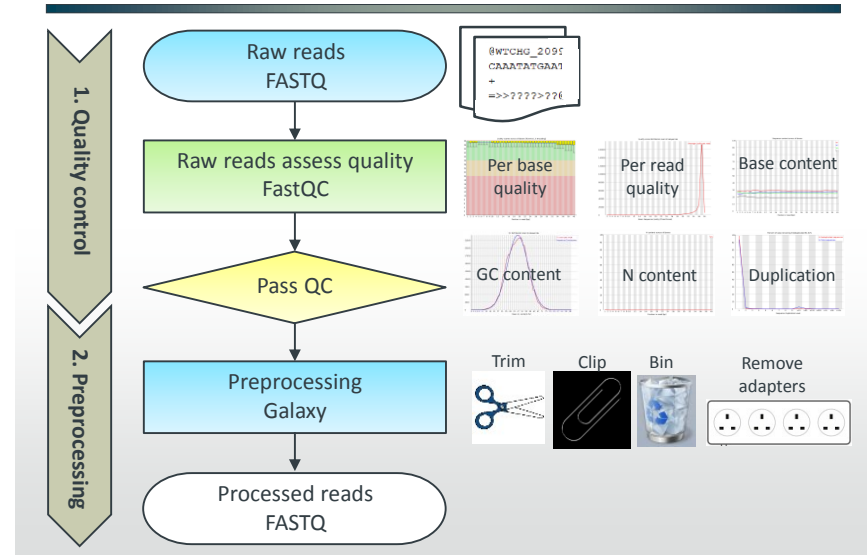 Raw reads
FASTQ
@WTCHG_209
CAAATATGAAT
+
=>>????>??
1. Quality control
Raw reads assess quality
FastQC
Per base
quality
Per read
quality
Base content
Pass QC
GC content
N content
Duplication
2. Preprocessing
Preprocessing
Galaxy
Trim
Clip
Bin
Remove
adapters
Processed reads
FASTQ